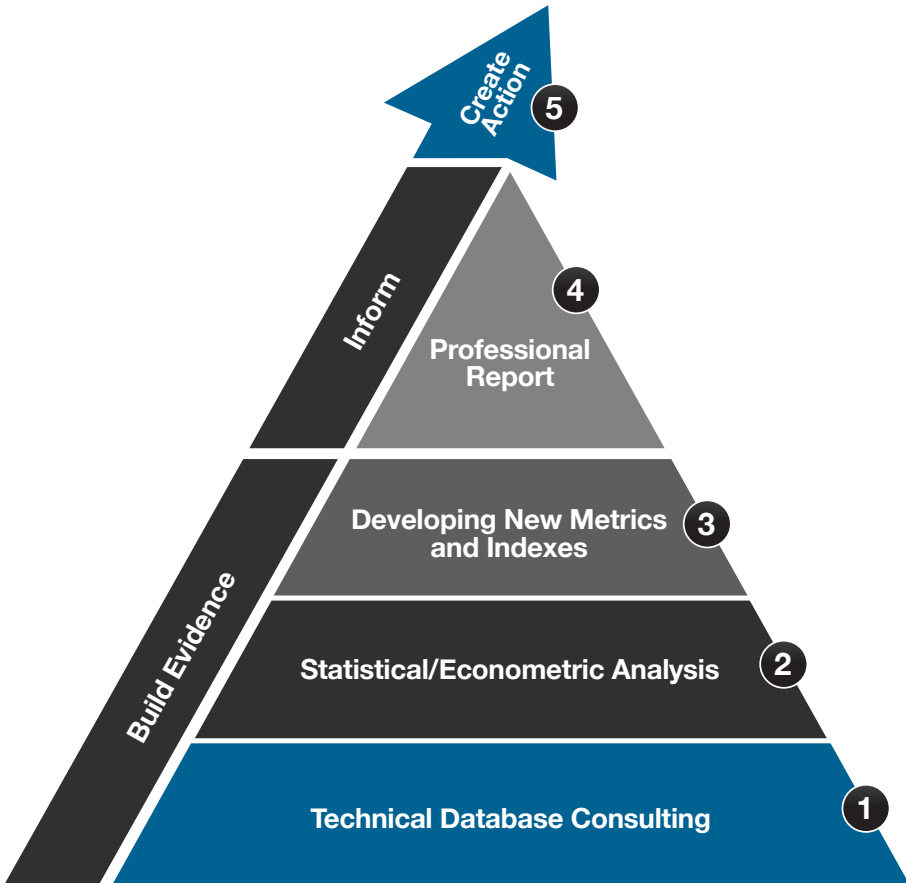 Create
Action
5
Inform
4
Professional
Report
Developing New Metrics
and Indexes
3
Build Evidence
Statistical/Econometric Analysis
2
Technical Database Consulting
1